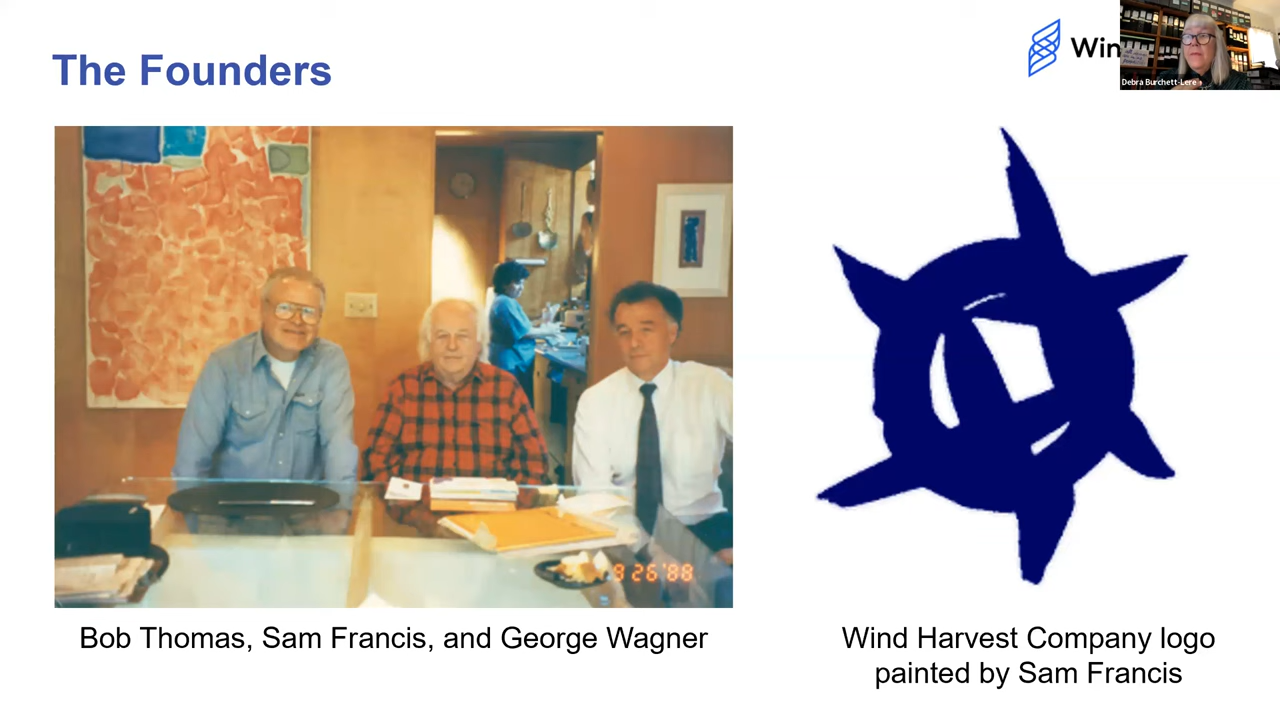 The Founders
Win
Debra Burchett-Lere
26'88
Bob Thomas, Sam Francis, and George Wagner
Wind Harvest Company logo
painted by Sam Francis